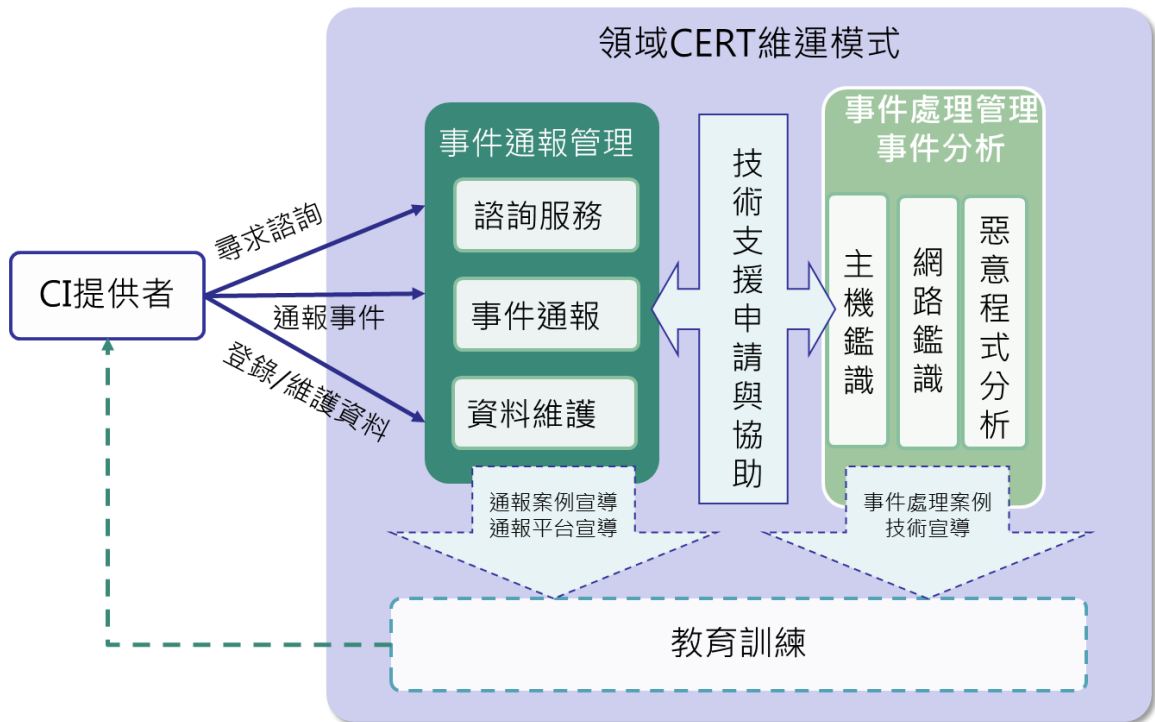 領域CERT維運模式
事件通報管理
諮詢服務
事件通報
資料維護
技術支援申請與協助
事件處理管理
事件分析
主機鑑識
網路鑑識
惡意程式分析
CI提供者
尋求諮詢
通報事件
登錄/維護資料
通報案例宣導
通報平台宣導
事件處理案例
技術宣導
教育訓練